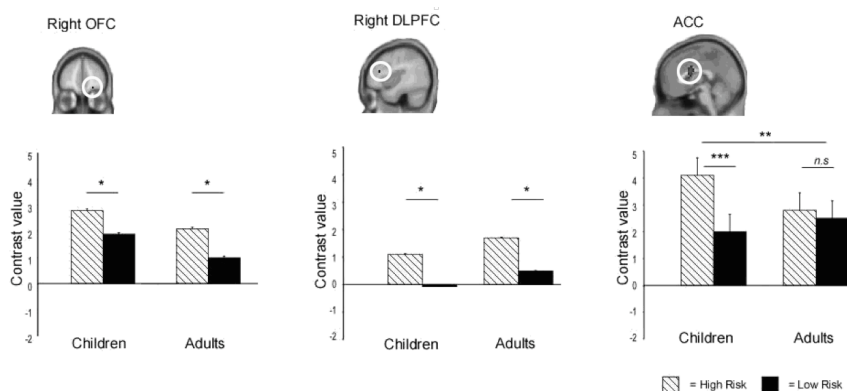 Right OFC
Right DLPFC
ACC
Contrast value
5
4
3
2
1
0
-1
-2
*
*
Children
Adults
Contrast value
5
4
3
2
1
0
-1
-2
*
*
Children
Adults
Contrast value
5
4
3
2
1
0
-1
-2
**
***
n.s
Children
Adults
= High Risk
= Low Risk